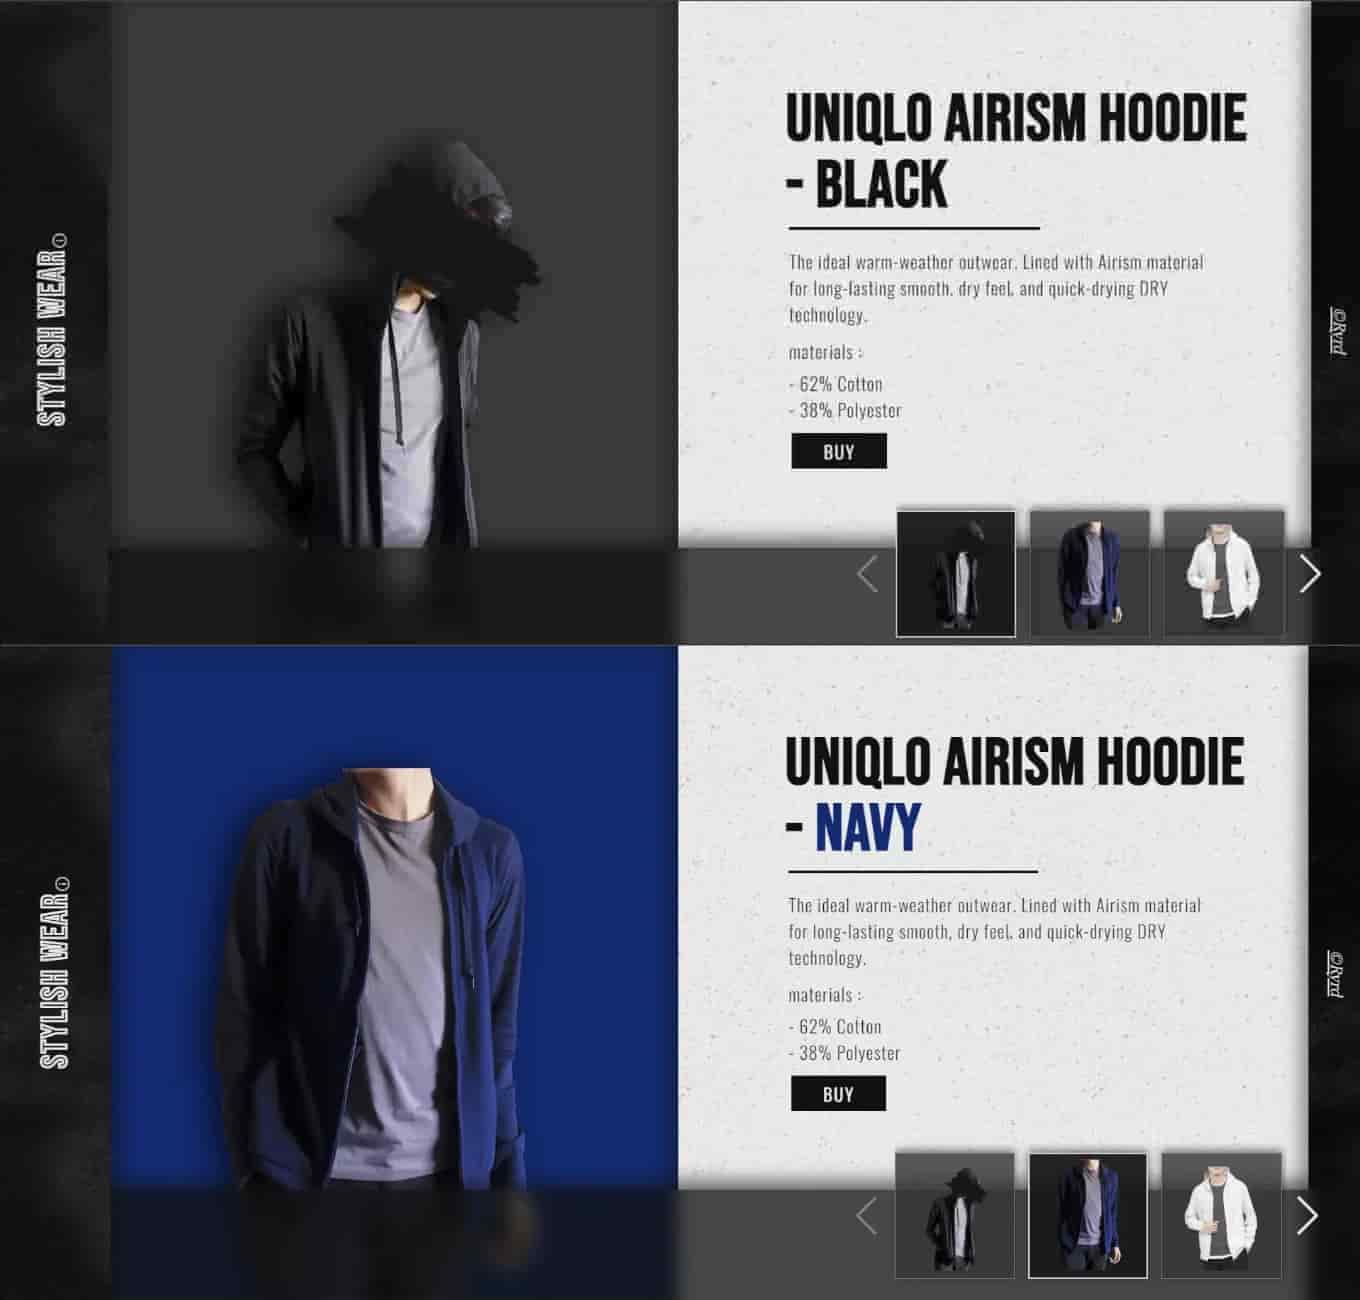 STYLISH WEAR
UNIQLO AIRISM HOODIE
- BLACK
The ideal warm-weather outwear. Lined with Airism material
for long-lasting smooth, dry feel, and quick-drying DRY
technology.
materials :
- 62% Cotton
- 38% Polyester
BUY
©Ryrd
STYLISH WEAR
UNIQLO AIRISM HOODIE
- NAVY
The ideal warm-weather outwear. Lined with Airism material
for long-lasting smooth, dry feel, and quick-drying DRY
technology.
materials :
- 62% Cotton
- 38% Polyester
BUY
©Ryrd